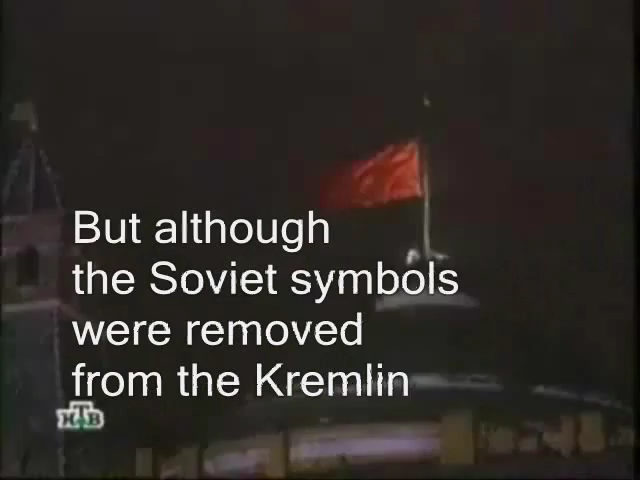 But although
the Soviet symbols
were removed
from the Kremlin
НТВ